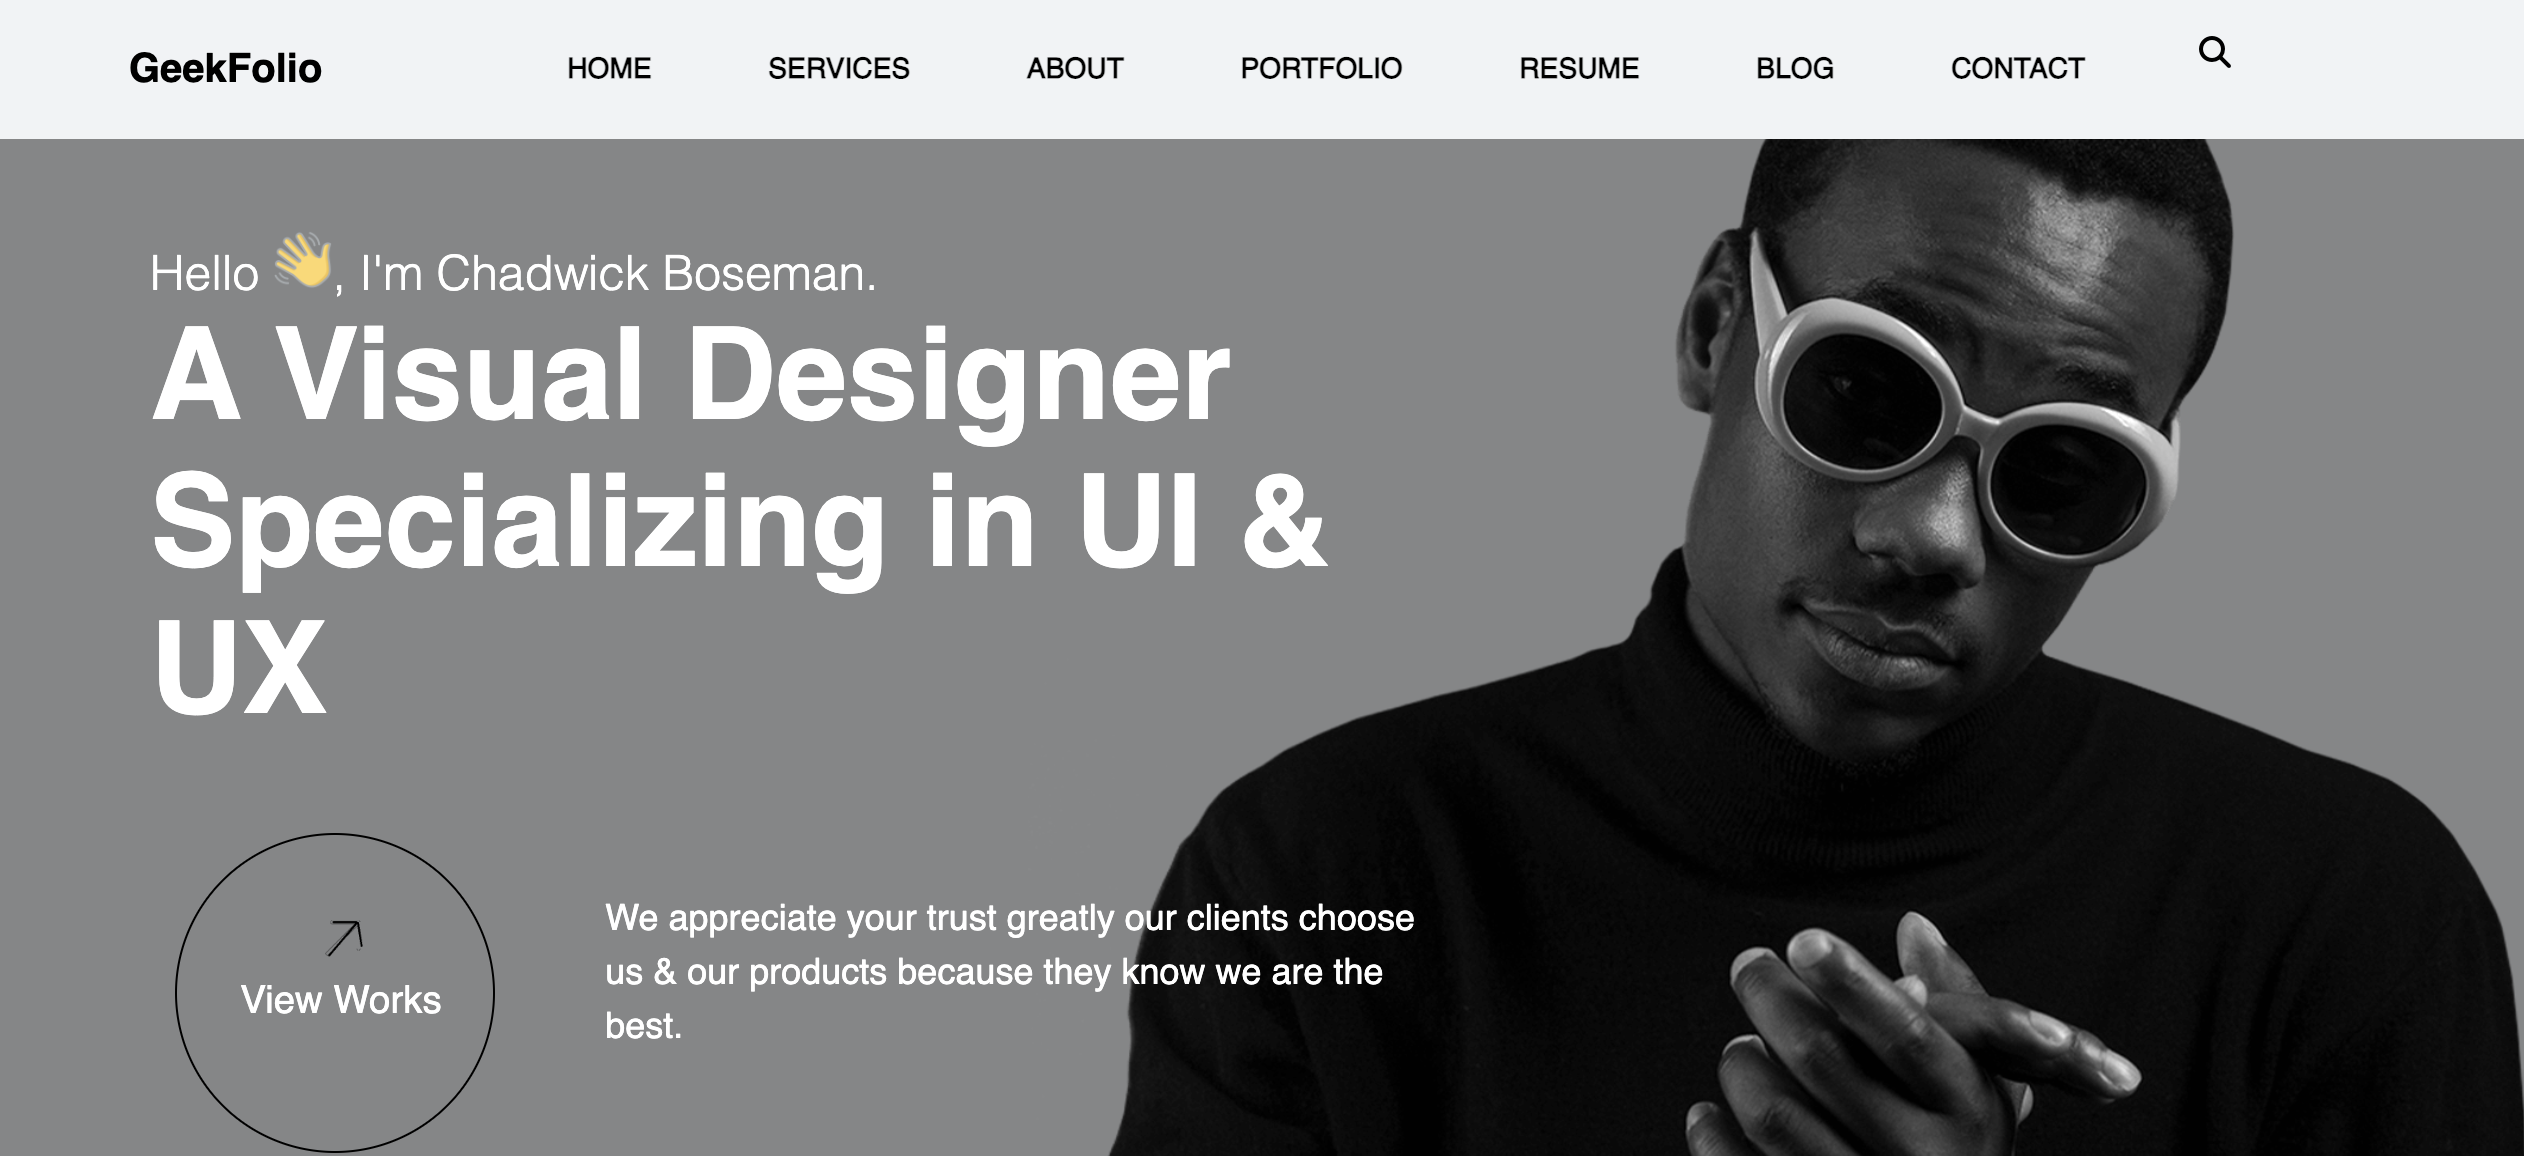 GeekFolio
HOME SERVICES ABOUT PORTFOLIO RESUME BLOG CONTACT
Hello 👋, I'm Chadwick Boseman.
A Visual Designer
Specializing in UI &
UX
View Works
We appreciate your trust greatly our clients choose
us & our products because they know we are the
best.